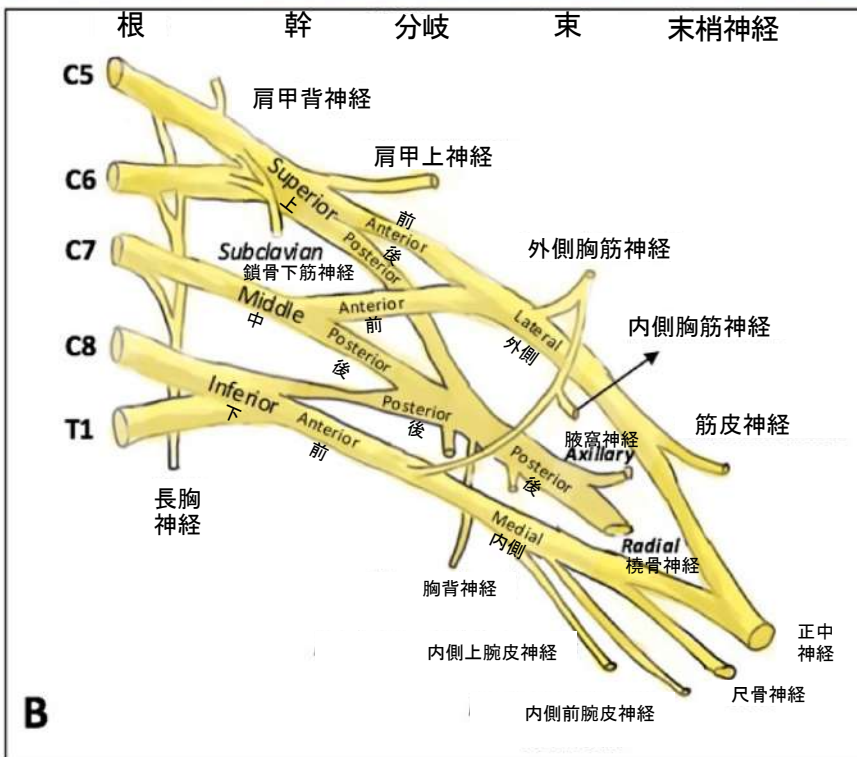 根 幹 分岐 束 末梢神経
C5
肩甲背神経
肩甲上神経
C6
Superior
上
前
Anterior
後
Posterior
C7
Subclavian
鎖骨下筋神経
外側胸筋神経
Middle
中
Anterior
前
Lateral
外側
内側胸筋神経
C8
Posterior
後
Inferior
下
Posterior
後
T1
Anterior
前
筋皮神経
腋窩神経
Axillary
Posterior
後
長胸
神経
Medial
内側
Radial
橈骨神経
胸背神経
正中
神経
内側上腕皮神経
尺骨神経
内側前腕皮神経
B